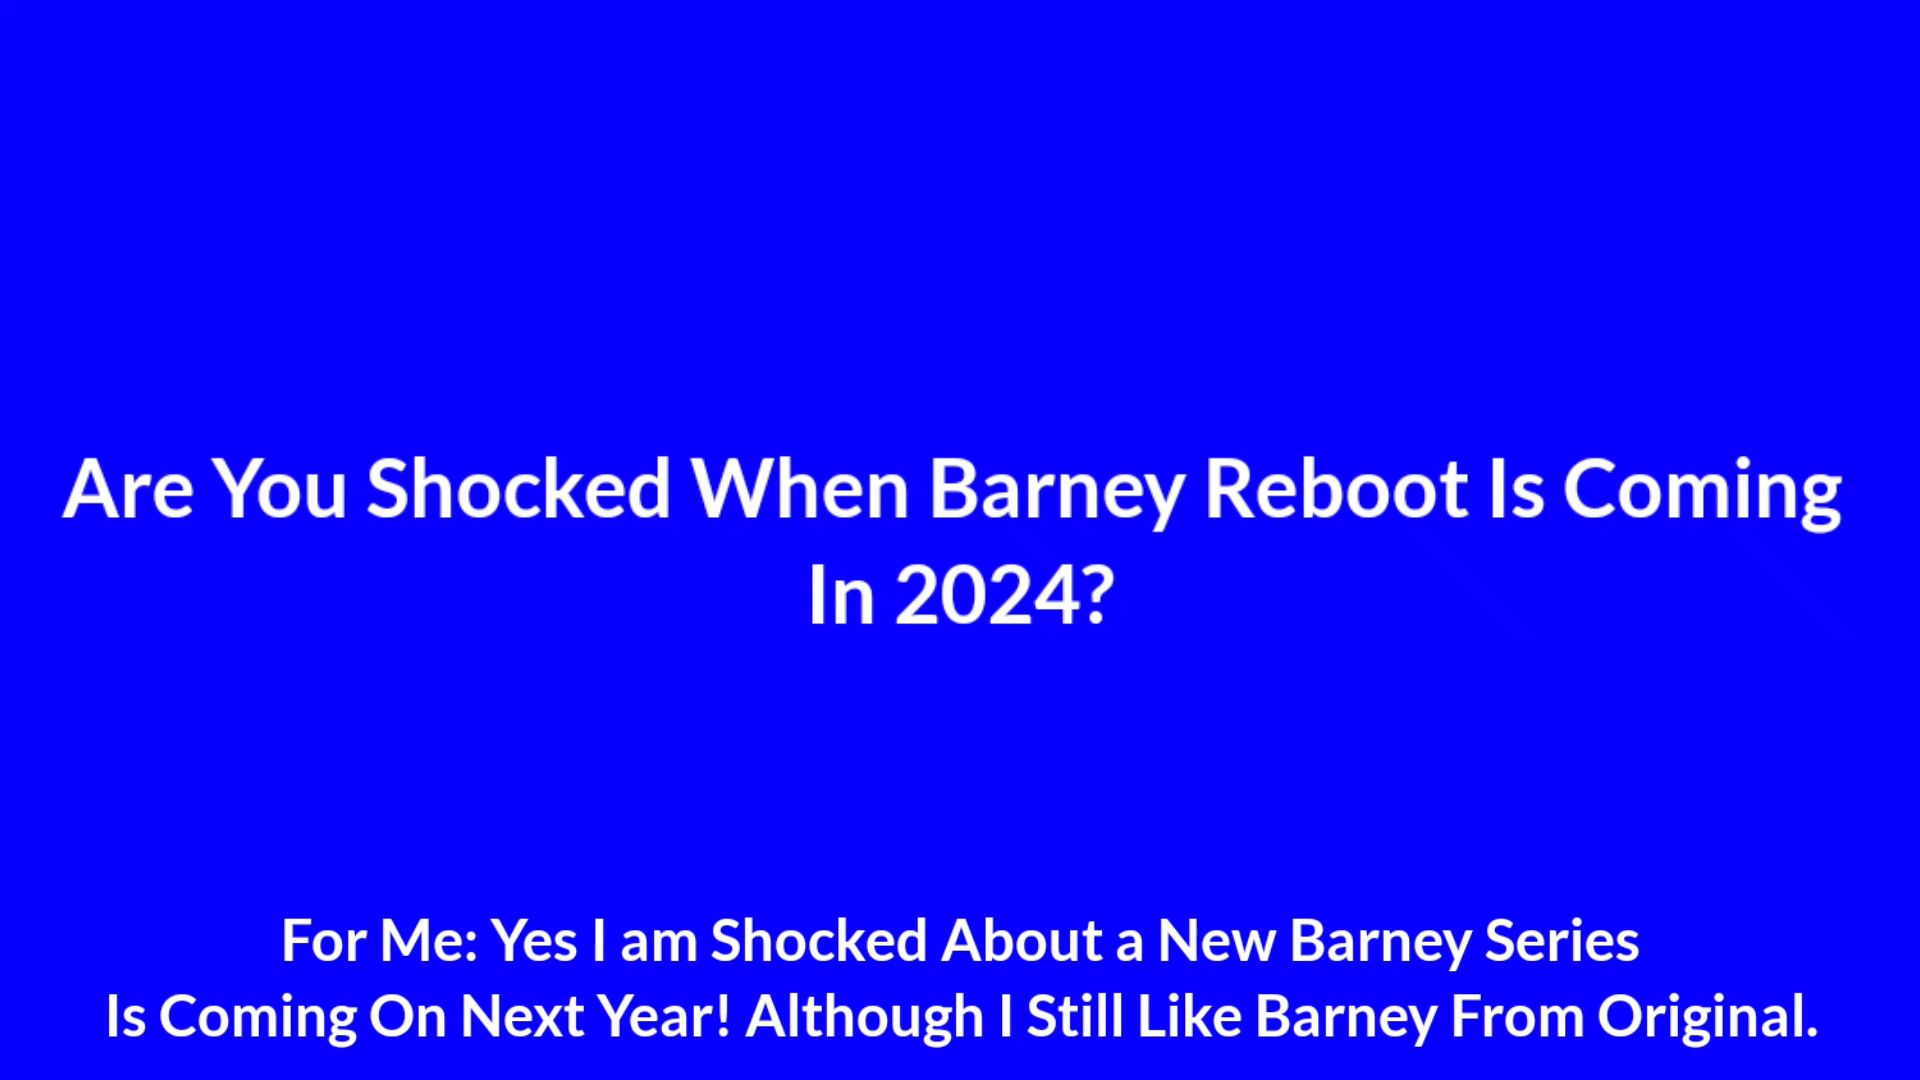 Are You Shocked When Barney Reboot Is Coming
In 2024?
For Me: Yes I am Shocked About a New Barney Series
Is Coming On Next Year! Although I Still Like Barney From Original.